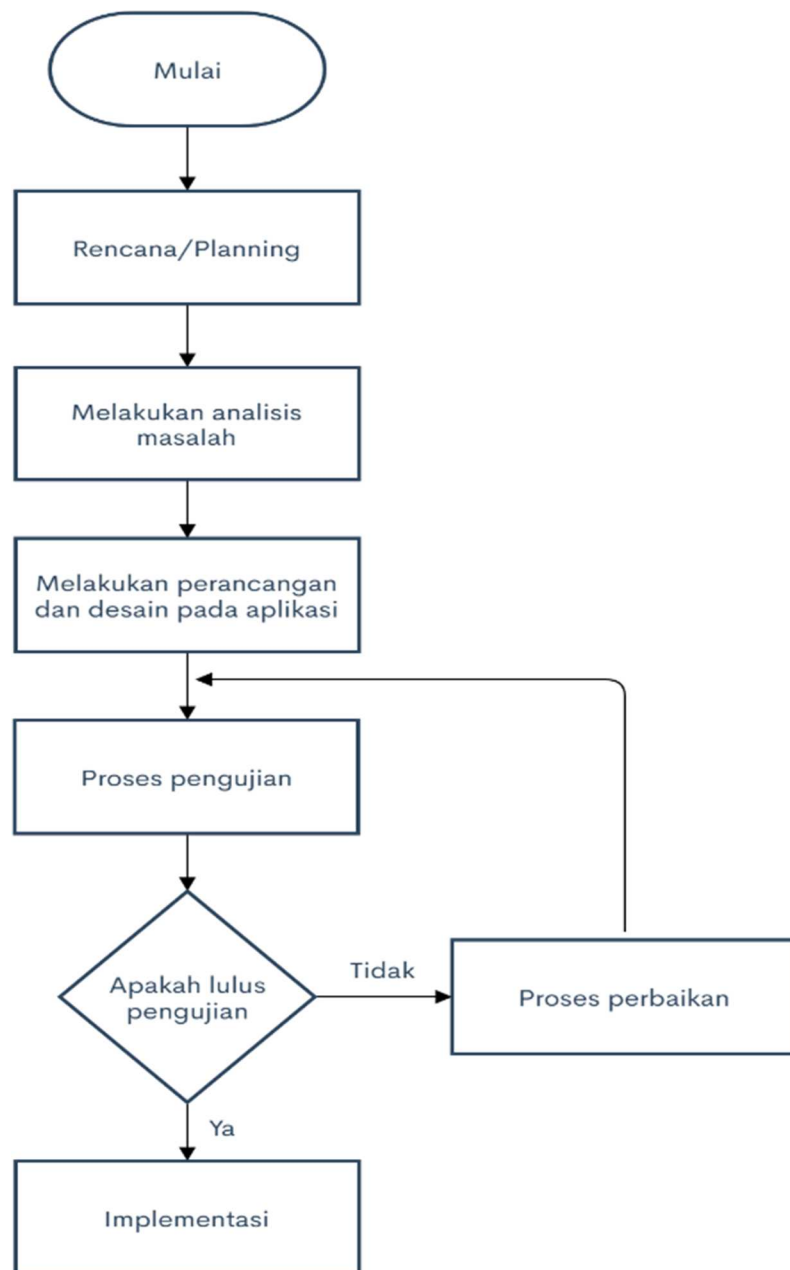 Mulai
Rencana/Planning
Melakukan analisis
masalah
Melakukan perancangan
dan desain pada aplikasi
Proses pengujian
Apakah lulus
pengujian
Tidak
Proses perbaikan
Ya
Implementasi